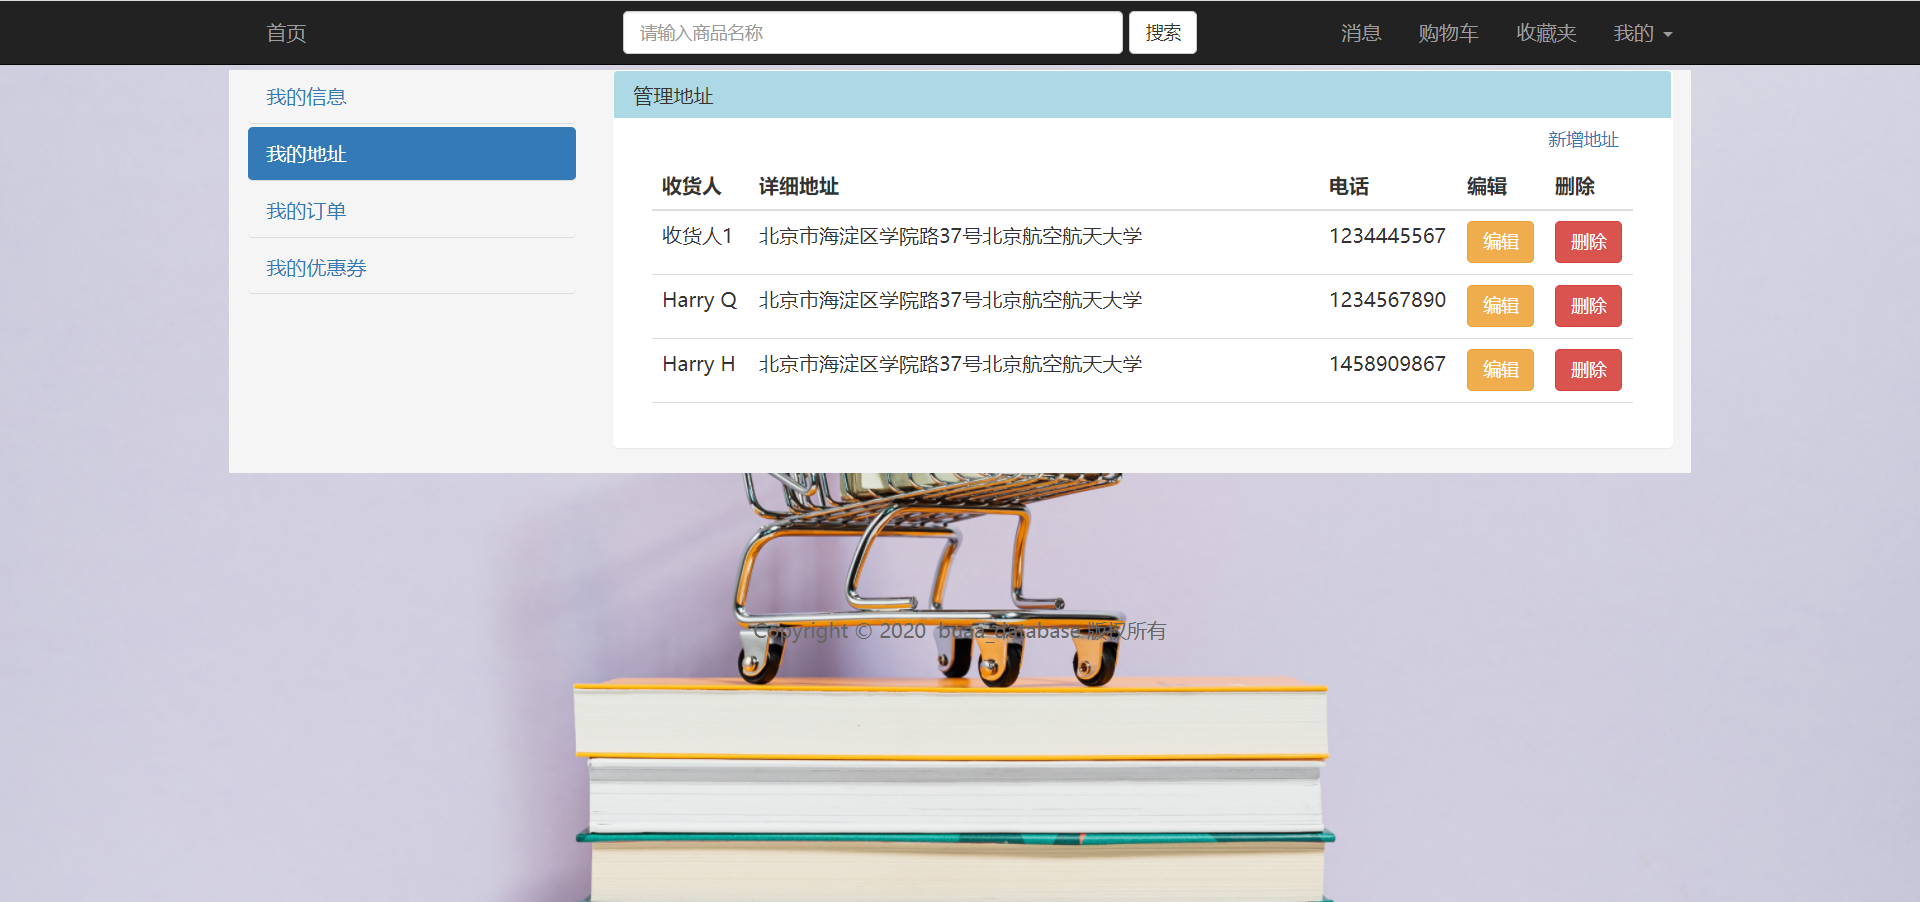 首页 请输入商品名称 搜索 消息 购物车 收藏夹 我的
我的信息
我的地址
我的订单
我的优惠券
管理地址
新增地址
收货人 详细地址 电话 编辑 删除
收货人1 北京市海淀区学院路37号北京航空航天大学 1234445567 编辑 删除
Harry Q 北京市海淀区学院路37号北京航空航天大学 1234567890 编辑 删除
Harry H 北京市海淀区学院路37号北京航空航天大学 1458909867 编辑 删除
Copyright © 2020 buaa_database 版权所有